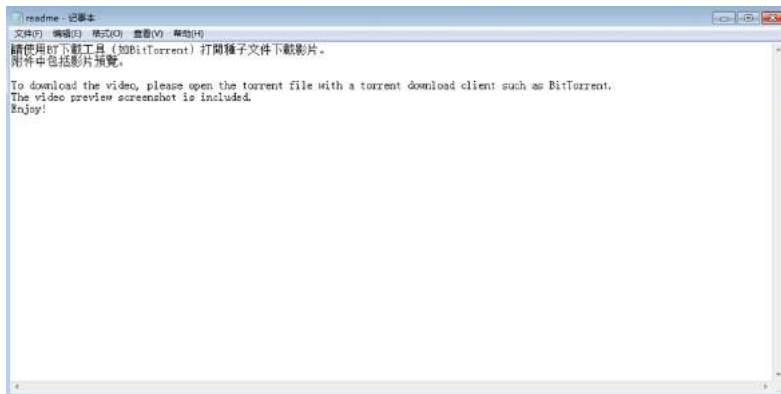 readme - 记事本
文件(F) 编辑(E) 格式(O) 查看(V) 帮助(H)
請使用BT下載工具（如BitTorrent）打開種子文件下載影片。
附件中包括影片預覽。
To download the video, please open the torrent file with a torrent download client such as BitTorrent.
The video preview screenshot is included.
Enjoy!